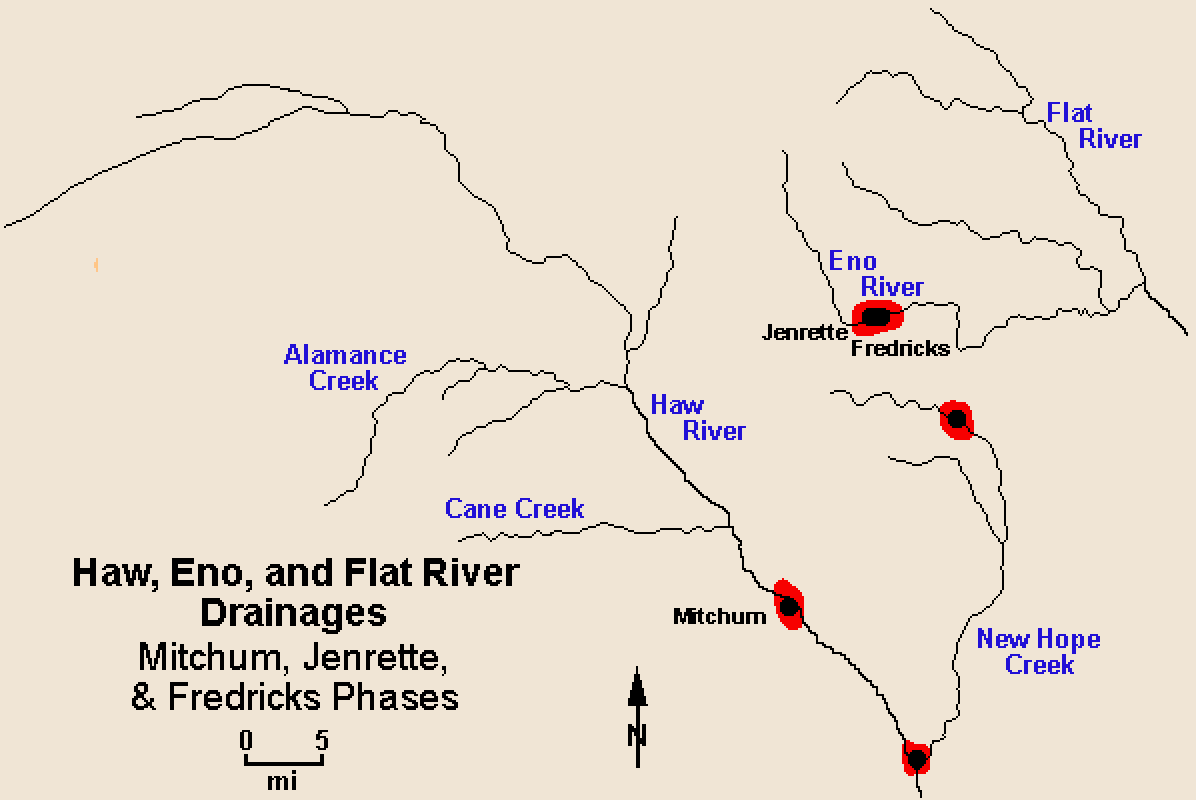 Flat
River
Eno
River
Jenrette
Fredricks
Alamance
Creek
Haw
River
Cane Creek
Haw, Eno, and Flat River
Drainages
Mitchum, Jenrette,
& Fredricks Phases
0 5
mi
N
Mitchum
New Hope
Creek